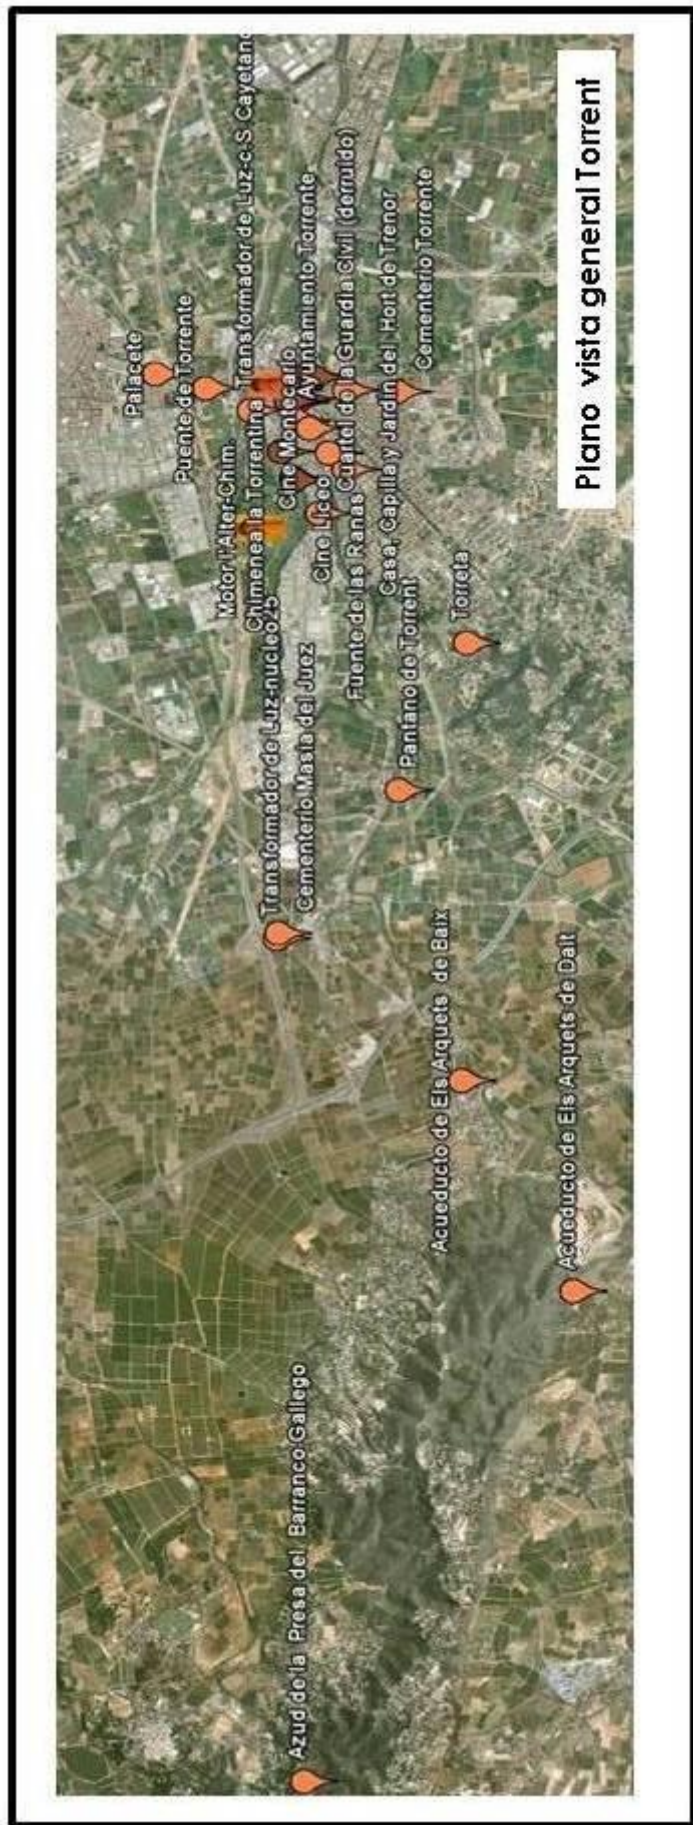 Palacete
Puente de Torrente
Transformador de Luz-c.S Cayetano
Motor l'Alter-Chim.
Chimenea la Torrentina
Cine Montecarlo
Ayuntamiento Torrente
Cine Liceo
Cuartel de la Guardia Civil (derruido)
Fuente de las Ranas
Casa, Capilla y Jardin del Hort de Trenor
Cementerio Torrente
Transformador de Luz-nucleo25
Cementerio Masia del Juez
Pantano de Torrent
Torreta
Acueducto de Els Arquets de Baix
Acueducto de Els Arquets de Dalt
Azud de la Presa del Barranco Gallego
Plano vista general Torrent